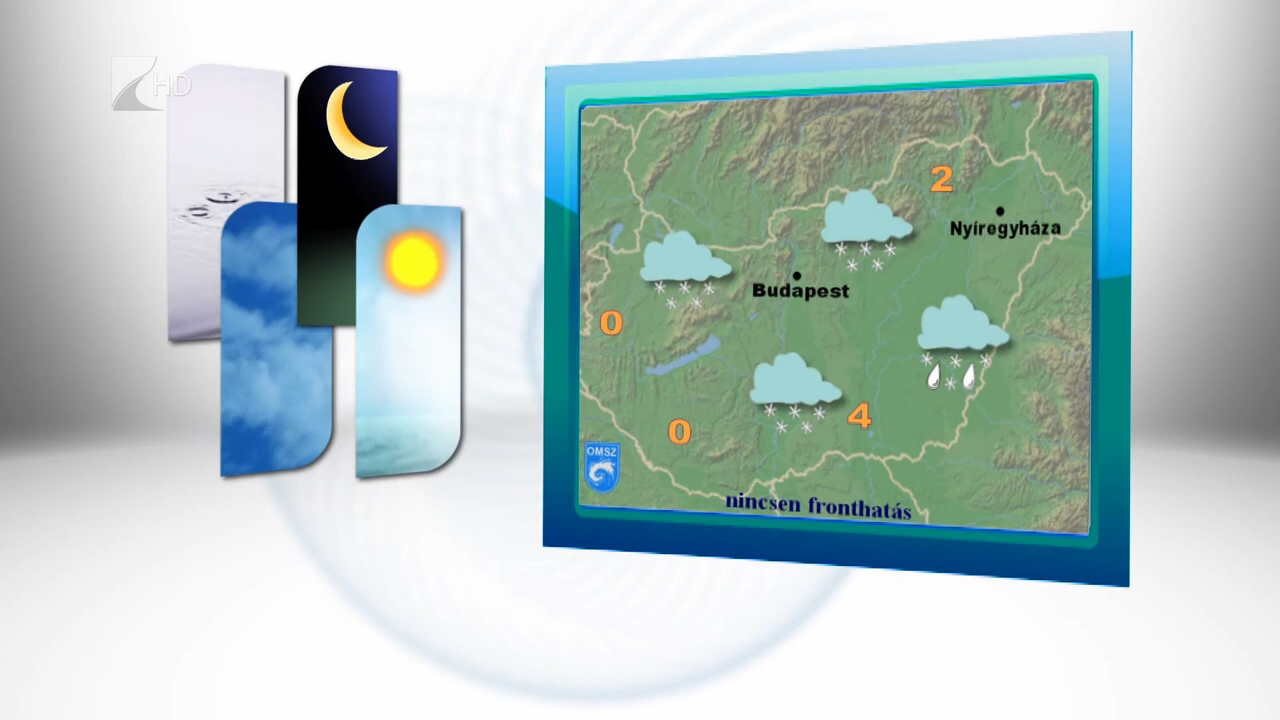 HD
2
Nyíregyháza
Budapest
0
4
0
OMSZ
nincsen fronthatás